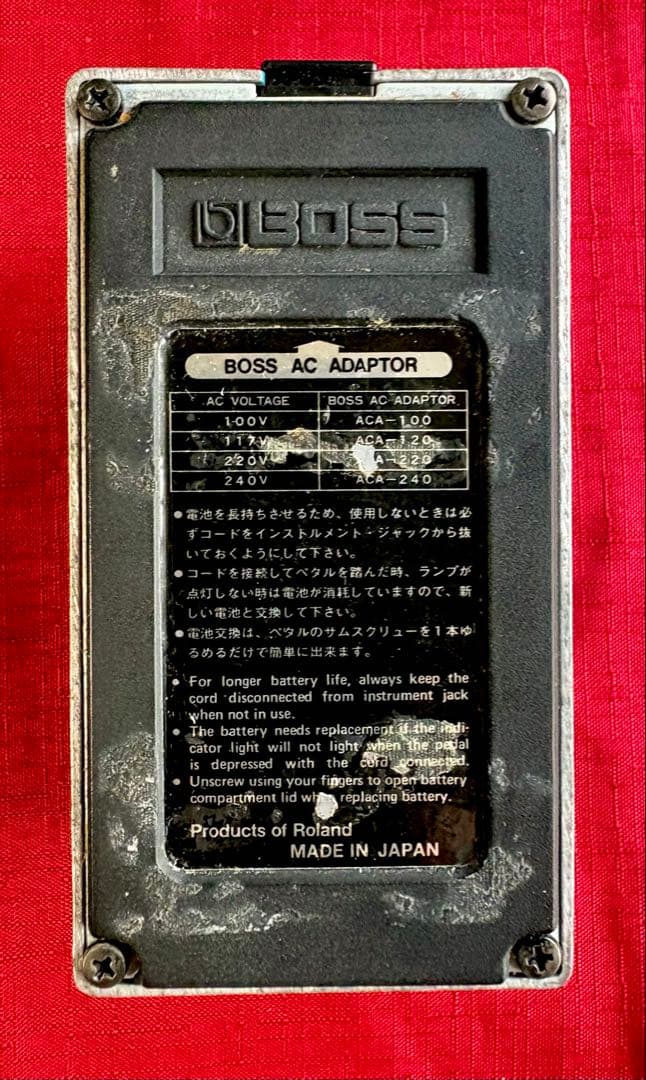 BOSS
BOSS AC ADAPTOR
AC VOLTAGE BOSS AC ADAPTOR
100V ACA-100
117V ACA-120
220V A-220
240V ACA-240
●電池を長持ちさせるため、使用しないときは必
ずコードをインストルメント・ジャックから抜
いておくようにして下さい。
●コードを接続してペタルを踏んだ時、ランプが
点灯しない時は電池が消耗していますので、新
しい電池と交換して下さい。
●電池交換は、ペタルのサムスクリューを1本ゆ
るめるだけで簡単に出来ます。
● For longer battery life, always keep the
cord disconnected from instrument jack
when not in use.
● The battery needs replacement if the indi-
cator light will not light when the pedal
is depressed with the cord connected.
● Unscrew using your fingers to open battery
compartment lid when replacing battery.
Products of Roland
MADE IN JAPAN